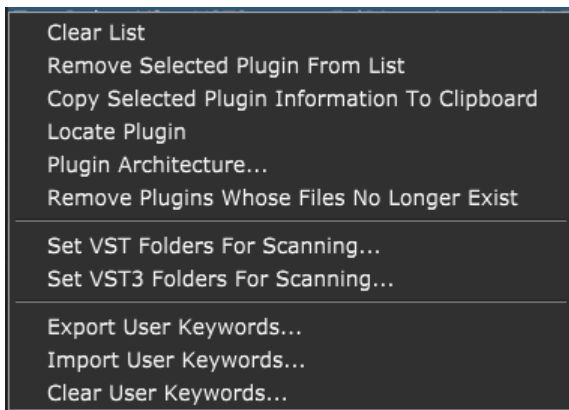 Clear List
Remove Selected Plugin From List
Copy Selected Plugin Information To Clipboard
Locate Plugin
Plugin Architecture...
Remove Plugins Whose Files No Longer Exist
Set VST Folders For Scanning...
Set VST3 Folders For Scanning...
Export User Keywords...
Import User Keywords...
Clear User Keywords...